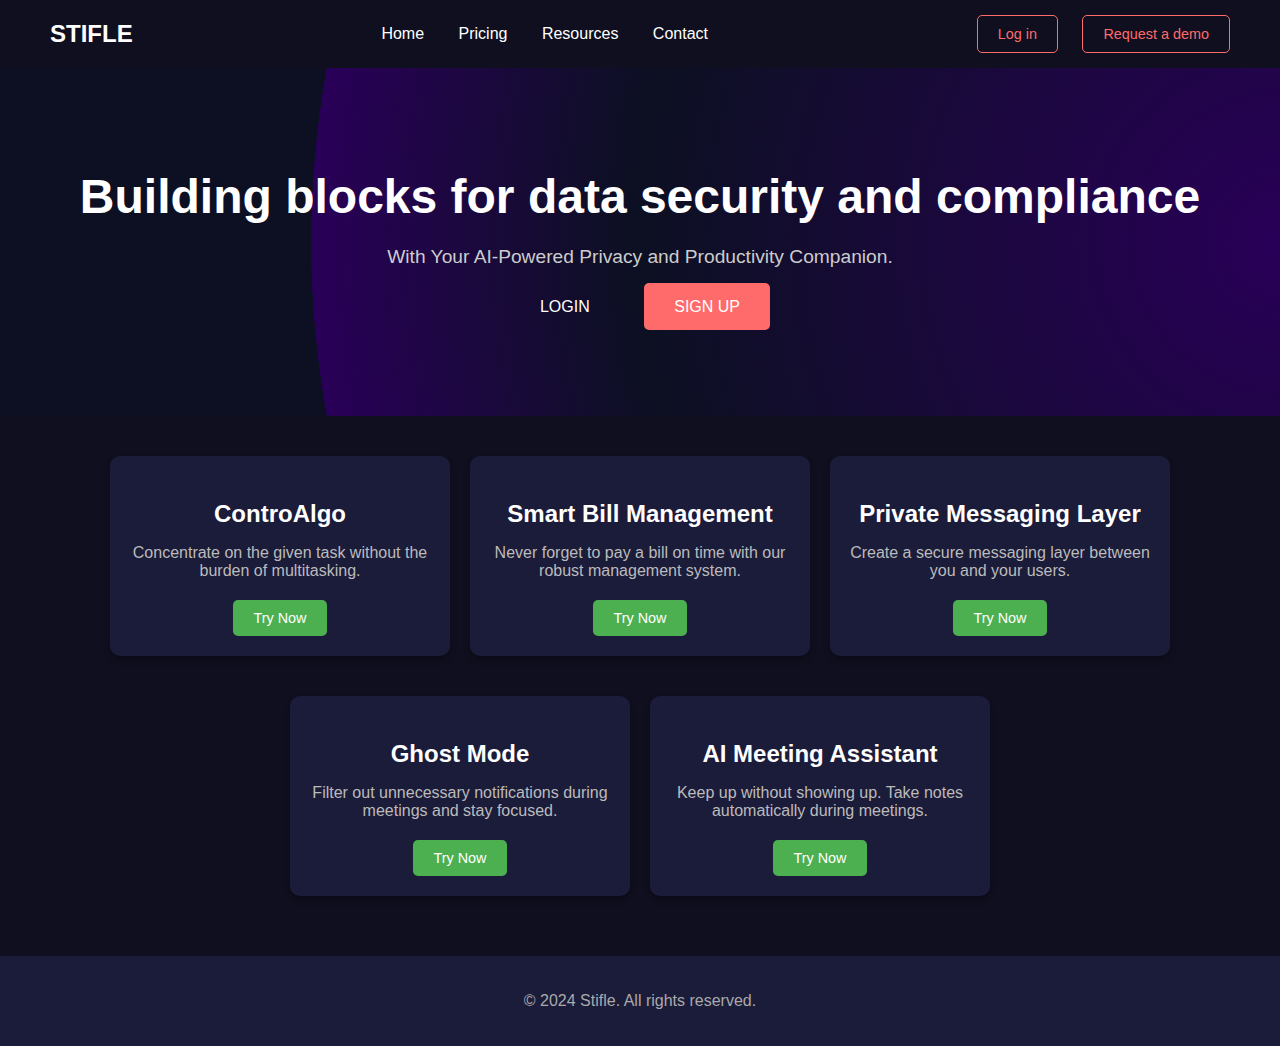 STIFLE
Home Pricing Resources Contact
Log in Request a demo
Building blocks for data security and compliance
With Your AI-Powered Privacy and Productivity Companion.
LOGIN SIGN UP
ControAlgo
Concentrate on the given task without the
burden of multitasking.
Try Now
Smart Bill Management
Never forget to pay a bill on time with our
robust management system.
Try Now
Private Messaging Layer
Create a secure messaging layer between
you and your users.
Try Now
Ghost Mode
Filter out unnecessary notifications during
meetings and stay focused.
Try Now
AI Meeting Assistant
Keep up without showing up. Take notes
automatically during meetings.
Try Now
© 2024 Stifle. All rights reserved.